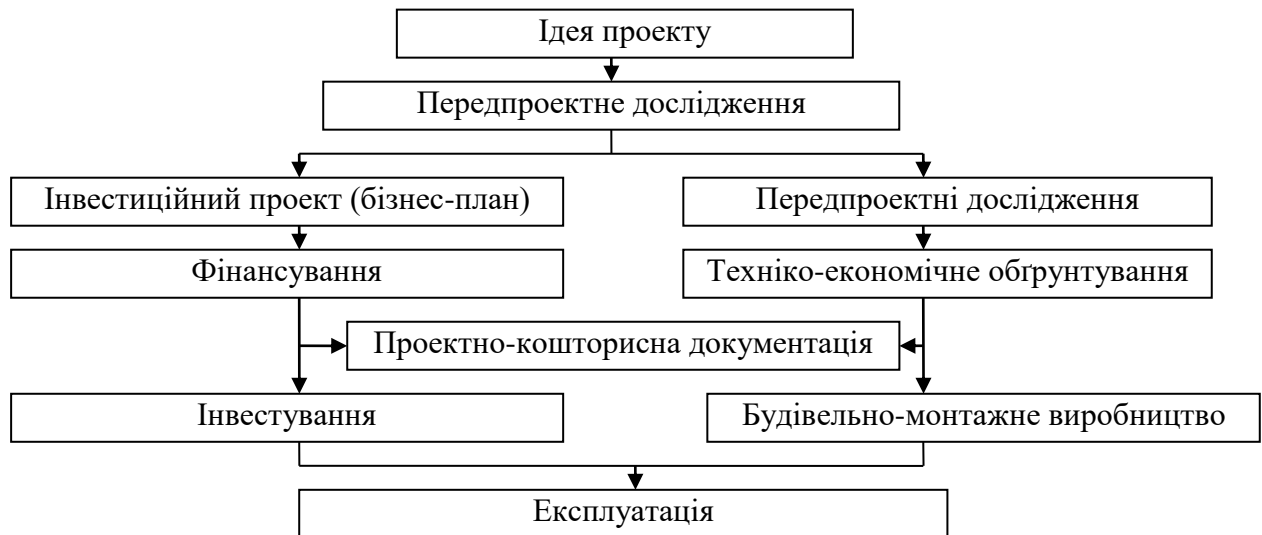 Ідея проекту
Передпроектне дослідження
Інвестиційний проект (бізнес-план)
Передпроектні дослідження
Фінансування
Техніко-економічне обґрунтування
Проектно-кошторисна документація
Інвестування
Будівельно-монтажне виробництво
Експлуатація